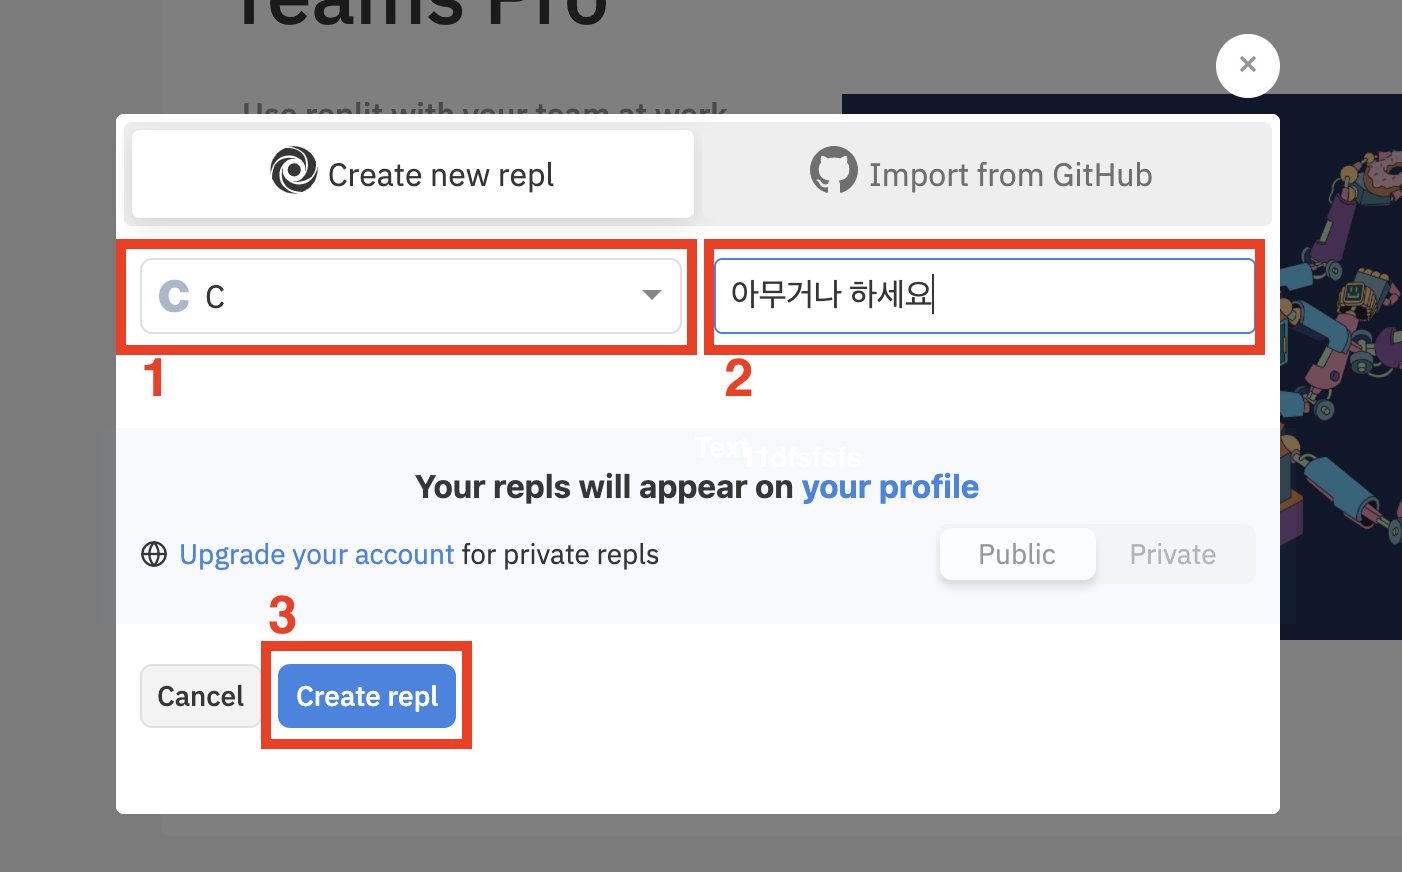 Teams Pro
Use replit with your team at work
×
Create new repl
Import from GitHub
C
아무거나 하세요
1
2
Text
11dfsfsfs
Your repls will appear on your profile
Upgrade your account for private repls
Public
Private
3
Cancel
Create repl